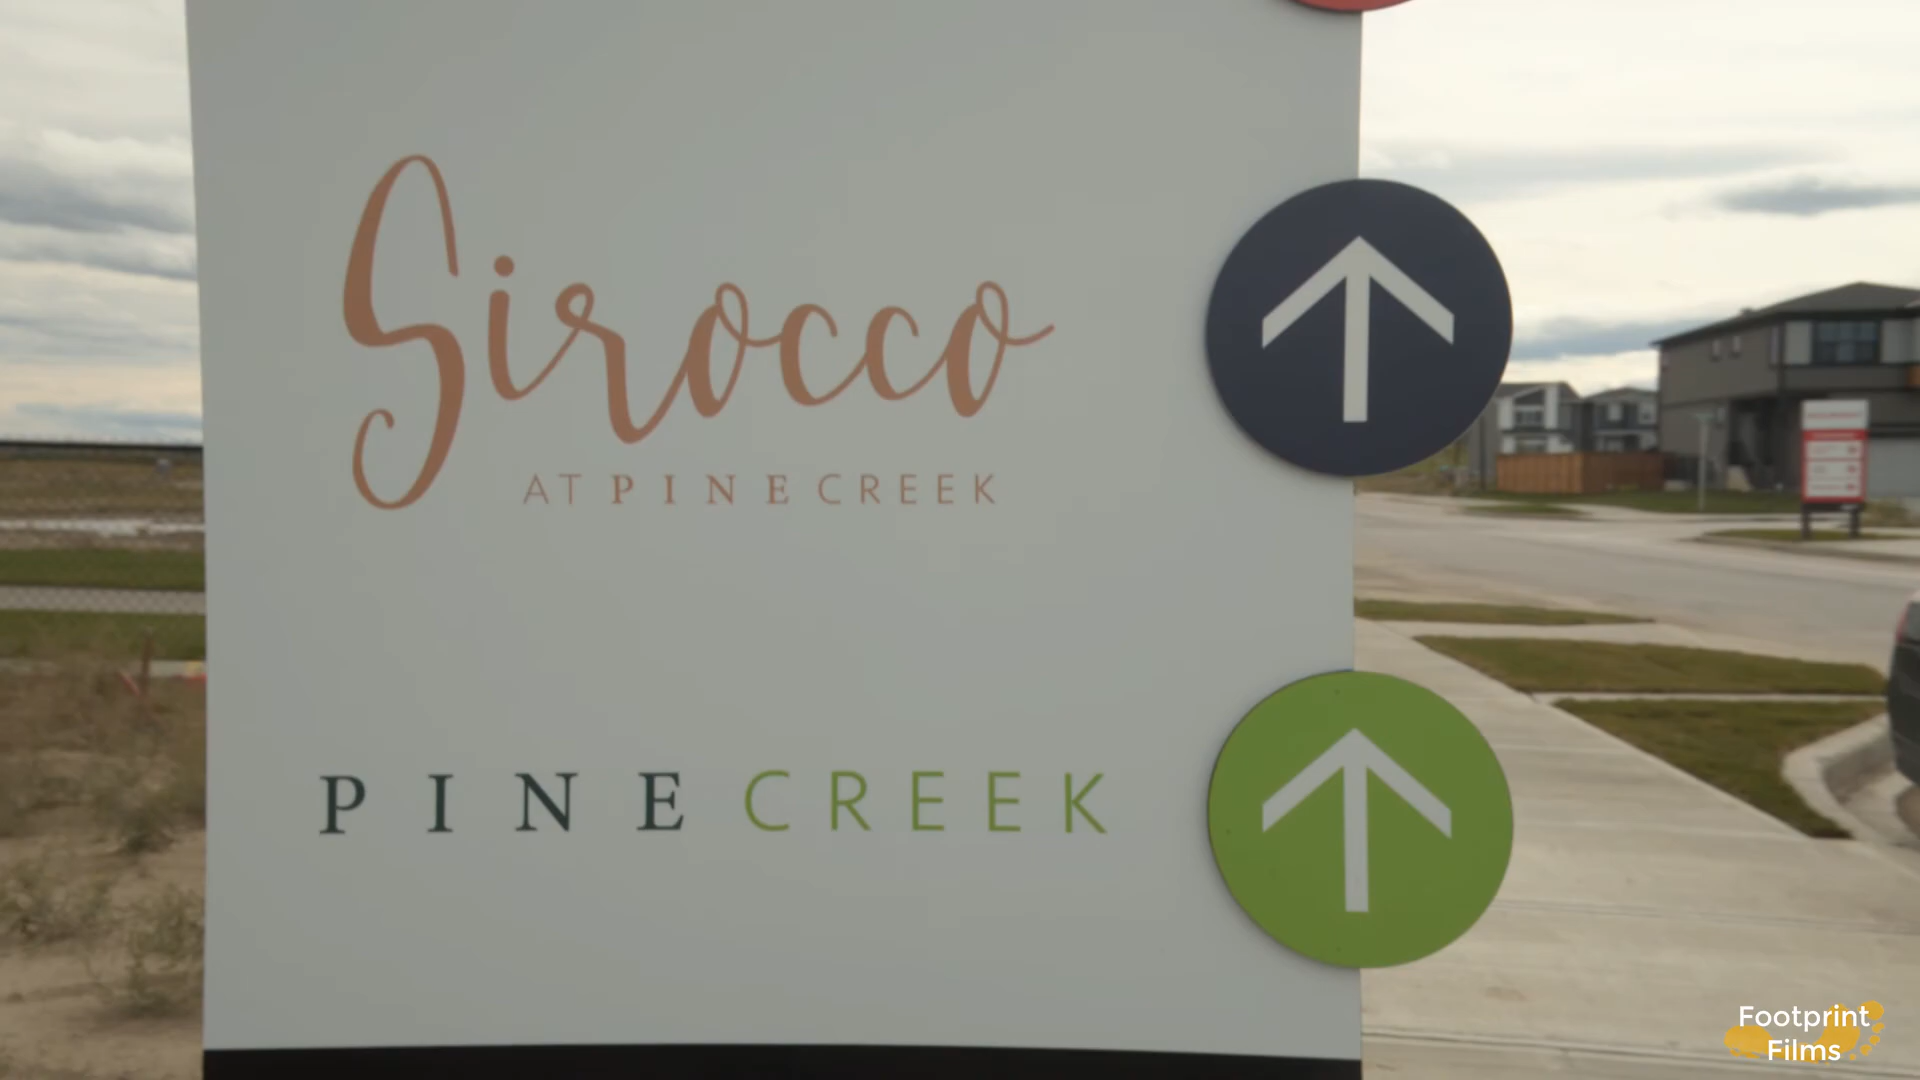 Sirocco
AT PINE CREEK
PINE CREEK
Footprint
Films